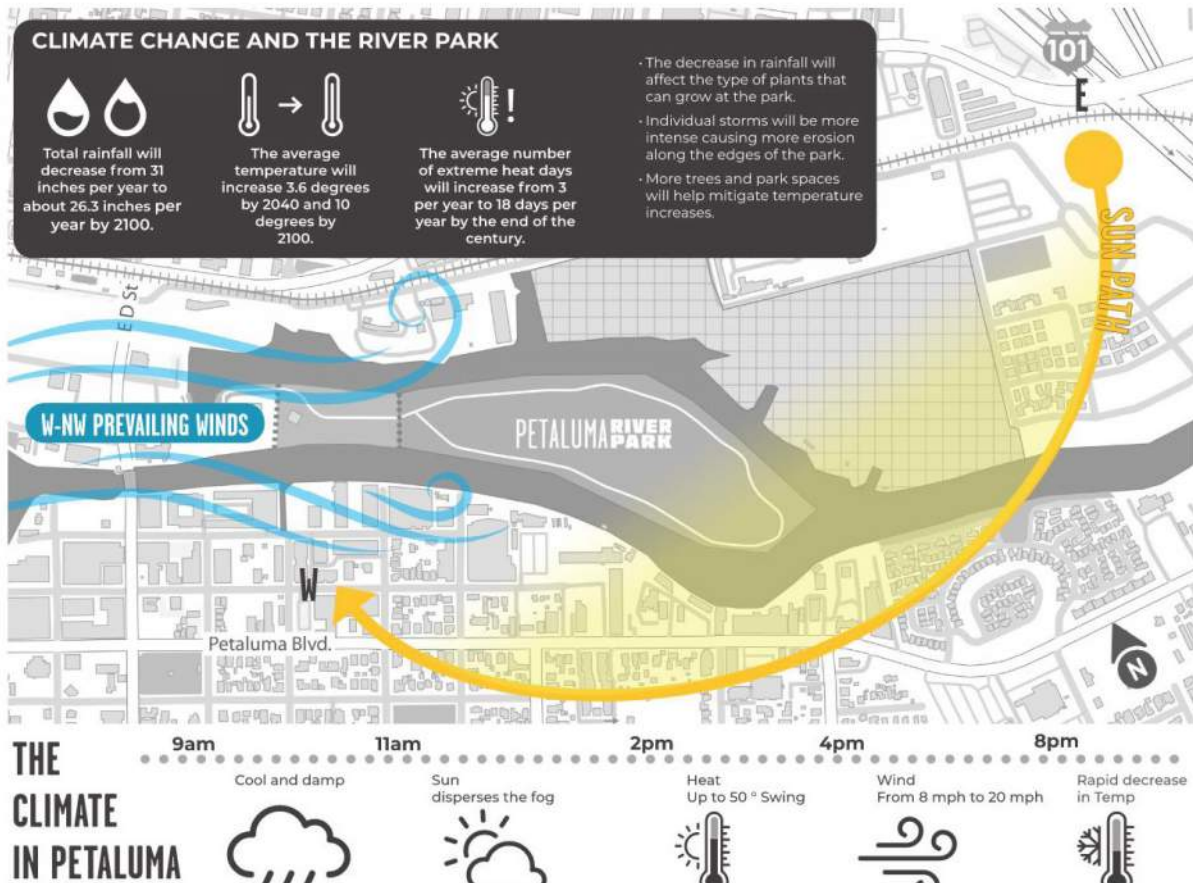 CLIMATE CHANGE AND THE RIVER PARK
Total rainfall will
decrease from 31
inches per year to
about 26.3 inches per
year by 2100.
The average
temperature will
increase 3.6 degrees
by 2040 and 10
degrees by
2100.
!
The average number
of extreme heat days
will increase from 3
per year to 18 days per
year by the end of the
century.
• The decrease in rainfall will
affect the type of plants that
can grow at the park.
• Individual storms will be more
intense causing more erosion
along the edges of the park.
• More trees and park spaces
will help mitigate temperature
increases.
101
E
SUN PATH
E D St
W-NW PREVAILING WINDS
PETALUMA RIVER
PARK
W
Petaluma Blvd.
N
THE
CLIMATE
IN PETALUMA
9am
11am
2pm
4pm
8pm
Cool and damp
Sun
disperses the fog
Heat
Up to 50 ° Swing
Wind
From 8 mph to 20 mph
Rapid decrease
in Temp